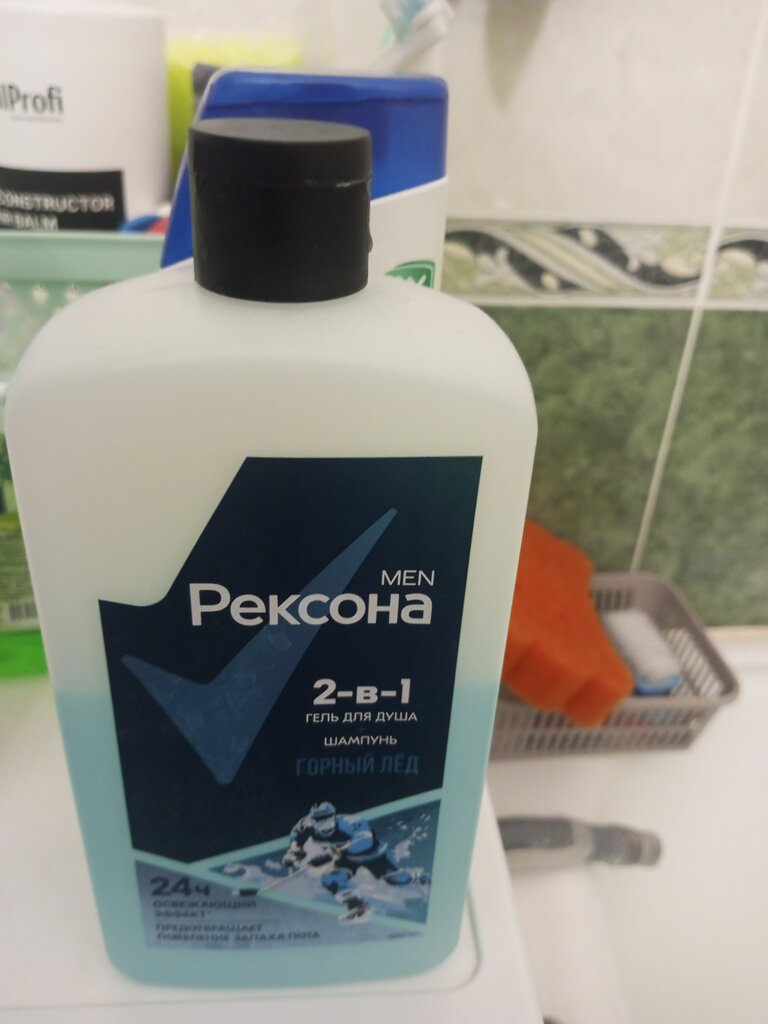 lProfi
CONSTRUCTOR
BALM
MEN
Рексона
2-в-1
ГЕЛЬ ДЛЯ ДУША
ШАМПУНЬ
ГОРНЫЙ ЛЁД
24ч
ОСВЕЖАЮЩИЙ
ЭФФЕКТ
ПРЕДОТВРАЩАЕТ
ПОЯВЛЕНИЕ ЗАПАХА ПОТА